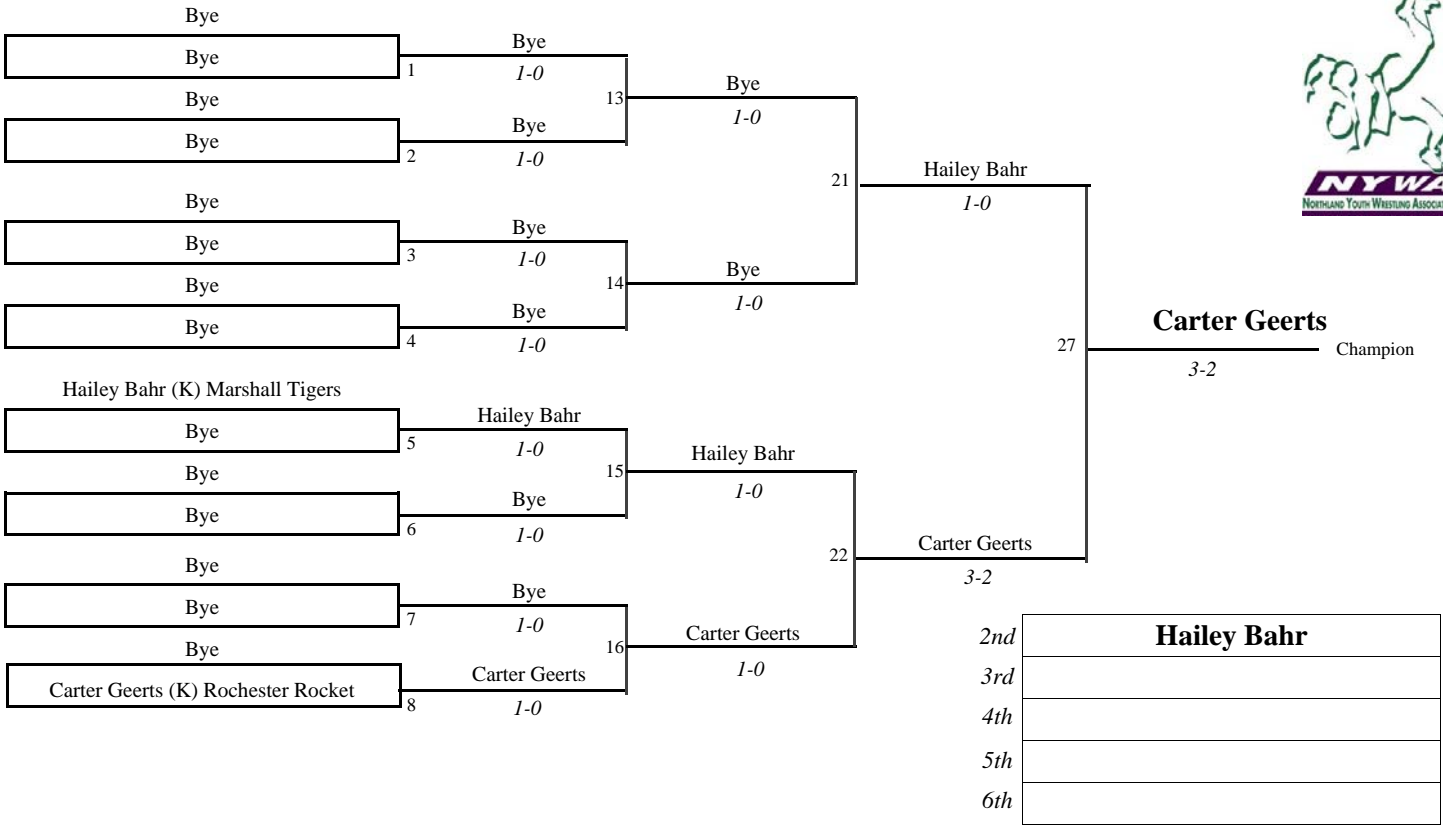 Bye
Bye
1
Bye
Bye
2
Bye
1-0
Bye
1-0
13
Bye
1-0
Bye
Bye
3
Bye
Bye
4
Bye
1-0
Bye
1-0
14
Bye
1-0
21
Hailey Bahr
1-0
Hailey Bahr (K) Marshall Tigers
Bye
5
Bye
Bye
6
Hailey Bahr
1-0
Bye
1-0
15
Hailey Bahr
1-0
Bye
Bye
7
Bye
Carter Geerts (K) Rochester Rocket
8
Bye
1-0
Carter Geerts
1-0
16
Carter Geerts
1-0
22
Carter Geerts
3-2
27
Carter Geerts
3-2
Champion
NYWA
NORTHLAND YOUTH WRESTLING
2nd Hailey Bahr
3rd
4th
5th
6th